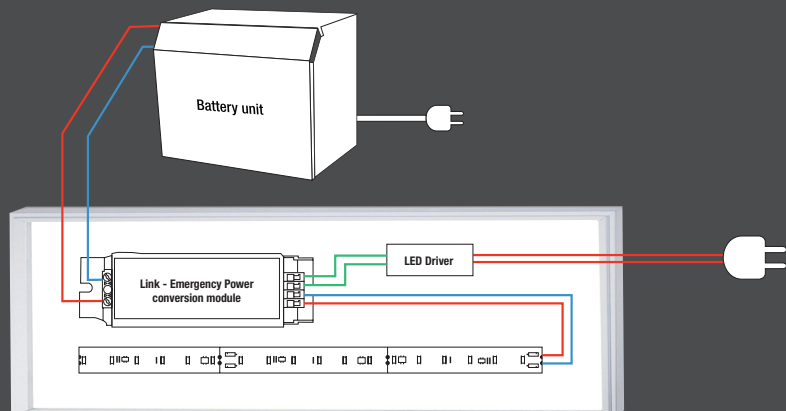 Battery unit
Link - Emergency Power
conversion module
LED Driver